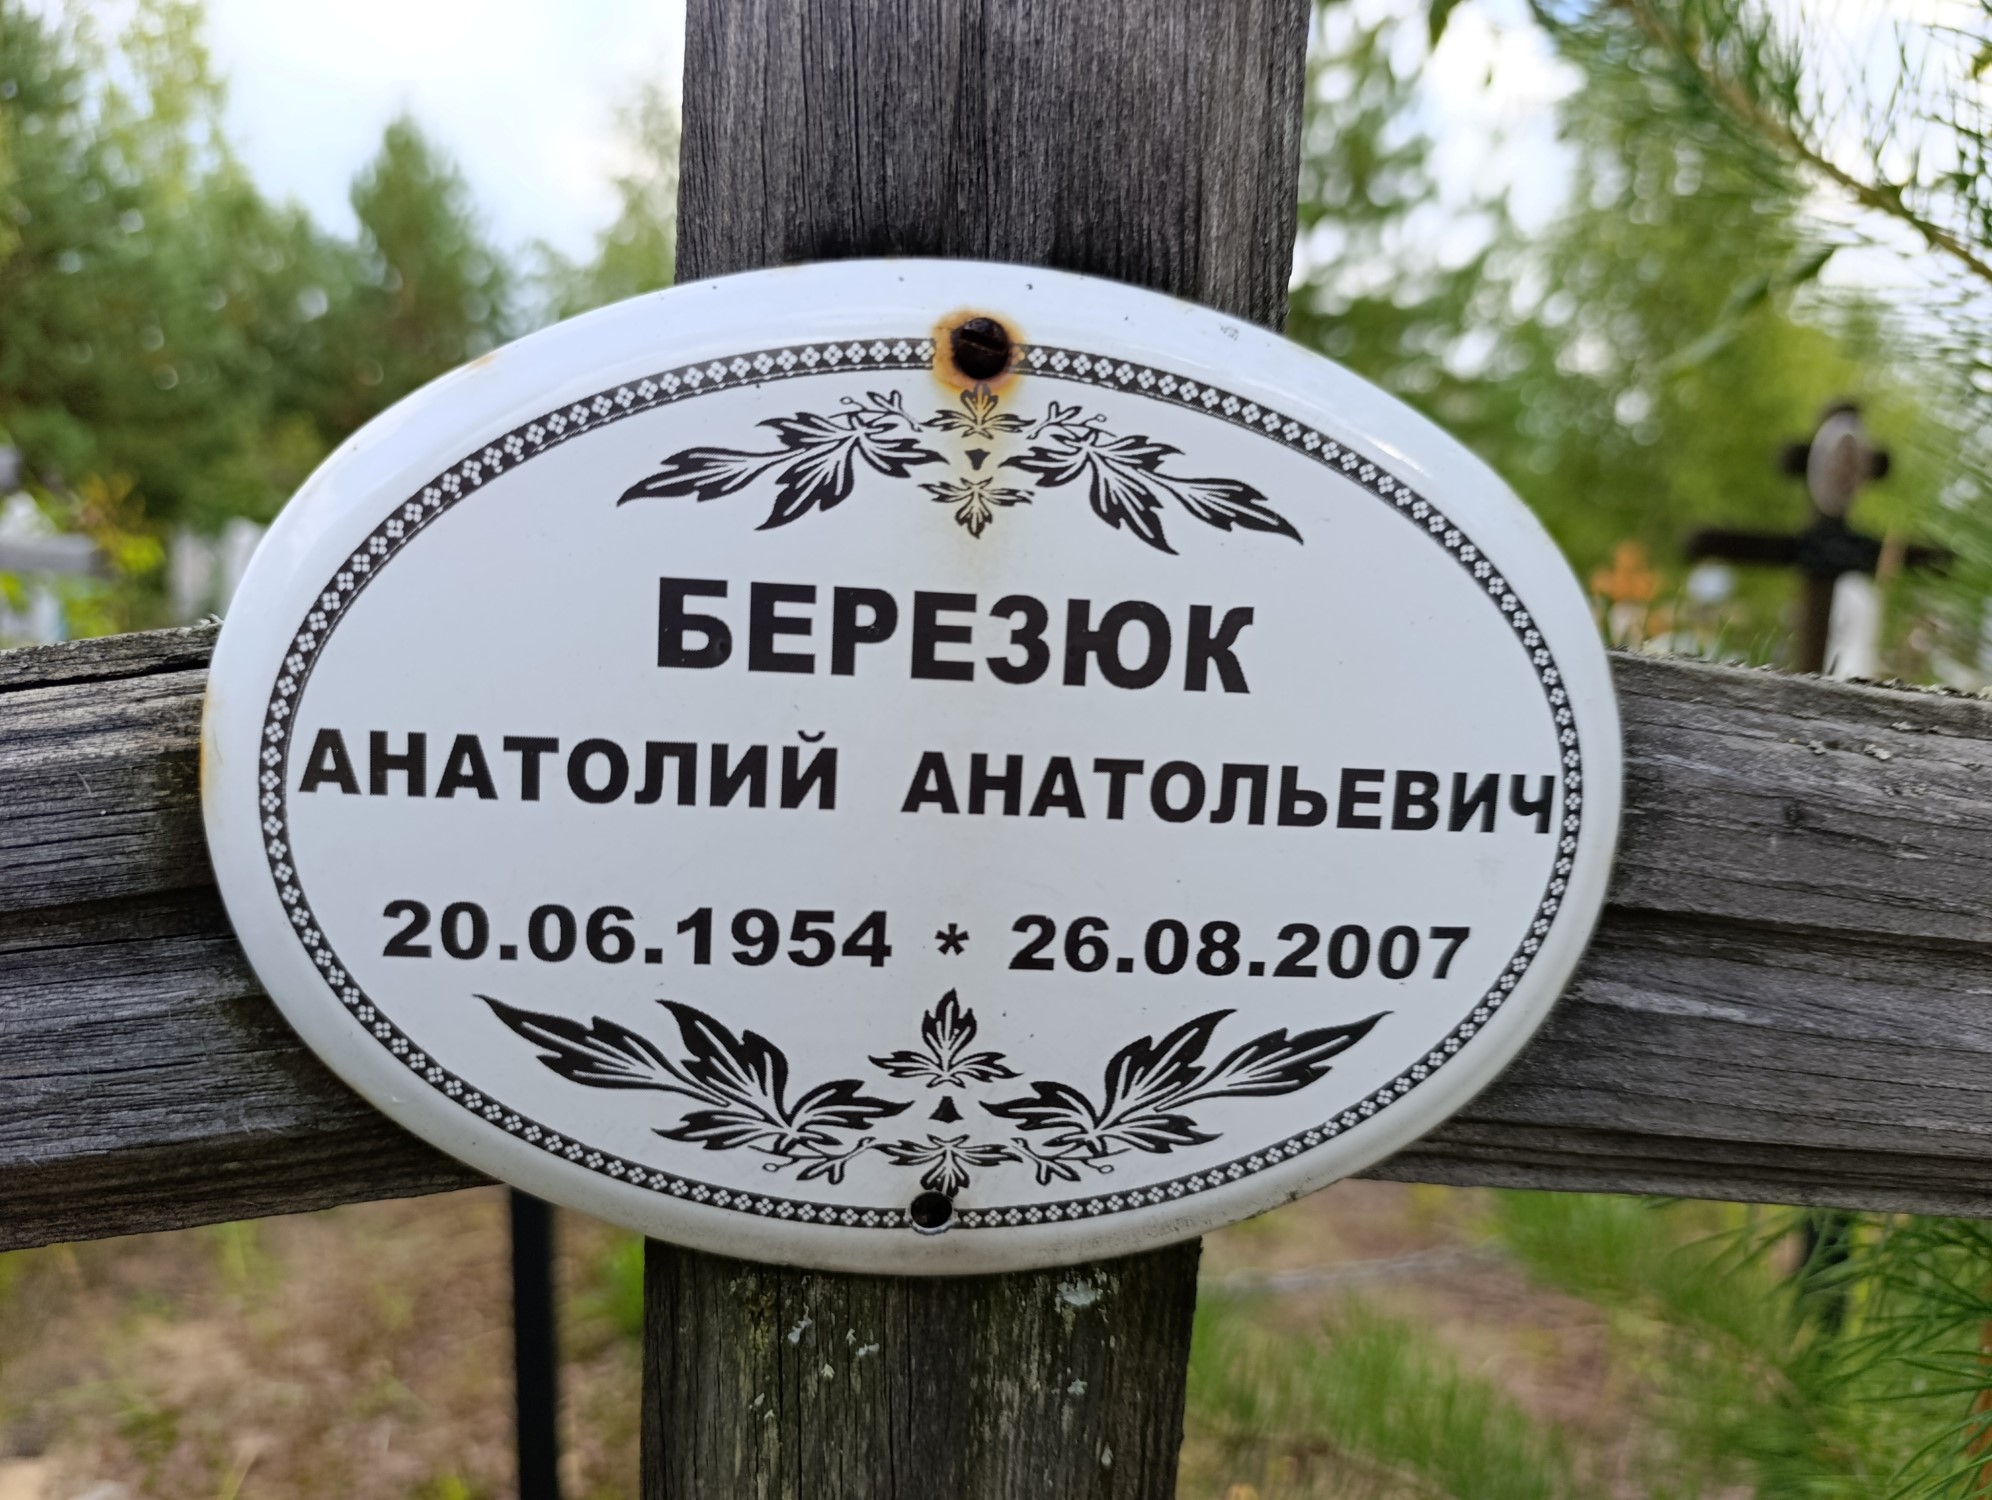 БЕРЕЗЮК
АНАТОЛИЙ АНАТОЛЬЕВИЧ
20.06.1954 * 26.08.2007